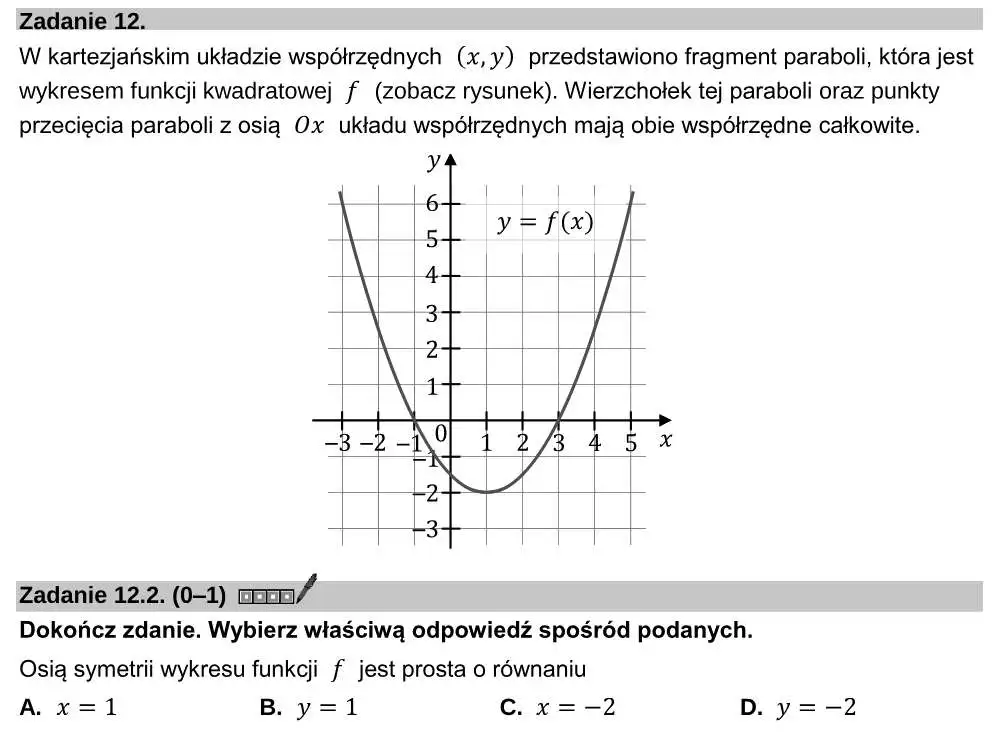 Zadanie 12.
W kartezjańskim układzie współrzędnych (x, y) przedstawiono fragment paraboli, która jest
wykresem funkcji kwadratowej f (zobacz rysunek). Wierzchołek tej paraboli oraz punkty
przecięcia paraboli z osią Ox układu współrzędnych mają obie współrzędne całkowite.
y
6
y = f(x)
5
4
3
2
1
−3 −2 −1 0 1 2 3 4 5 x
−1
−2
−3
Zadanie 12.2. (0–1)
Dokończ zdanie. Wybierz właściwą odpowiedź spośród podanych.
Osią symetrii wykresu funkcji f jest prosta o równaniu
A. x = 1 B. y = 1 C. x = −2 D. y = −2